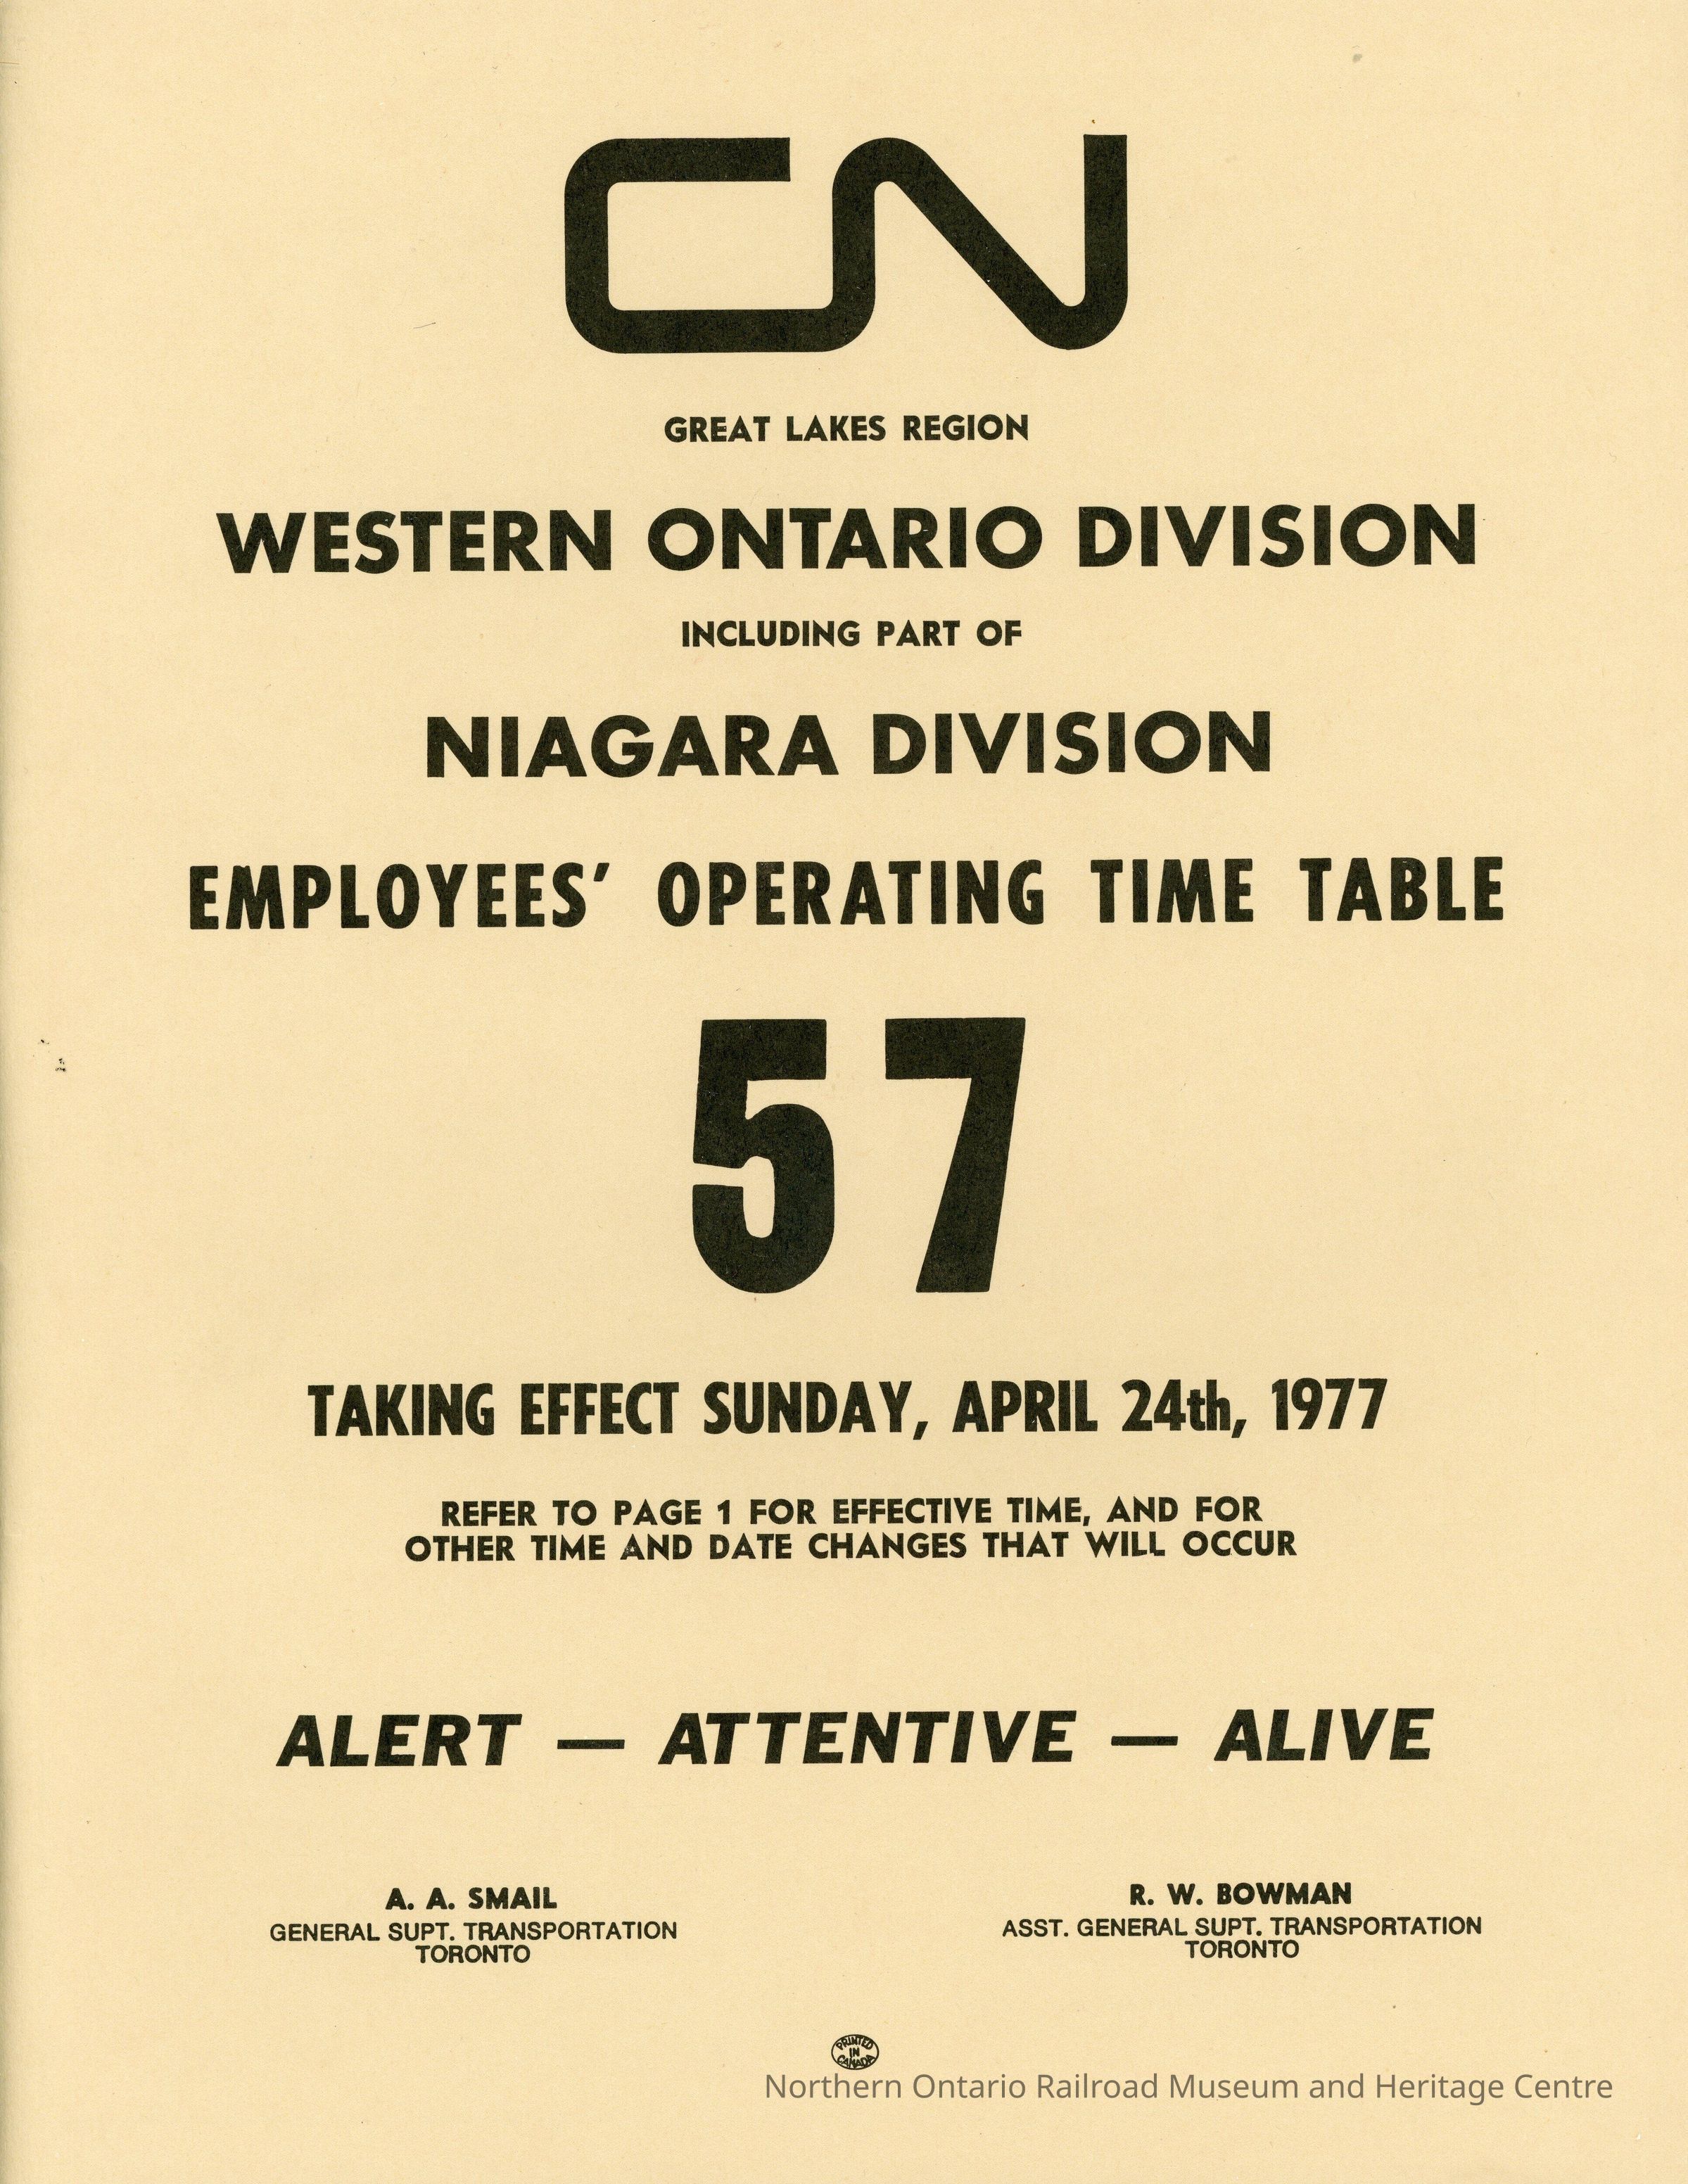 CN
GREAT LAKES REGION
WESTERN ONTARIO DIVISION
INCLUDING PART OF
NIAGARA DIVISION
EMPLOYEES' OPERATING TIME TABLE
57
TAKING EFFECT SUNDAY, APRIL 24th, 1977
REFER TO PAGE 1 FOR EFFECTIVE TIME, AND FOR
OTHER TIME AND DATE CHANGES THAT WILL OCCUR
ALERT — ATTENTIVE — ALIVE
A. A. SMAIL
GENERAL SUPT. TRANSPORTATION
TORONTO
R. W. BOWMAN
ASST. GENERAL SUPT. TRANSPORTATION
TORONTO
PRINTED
IN
CANADA
Northern Ontario Railroad Museum and Heritage Centre